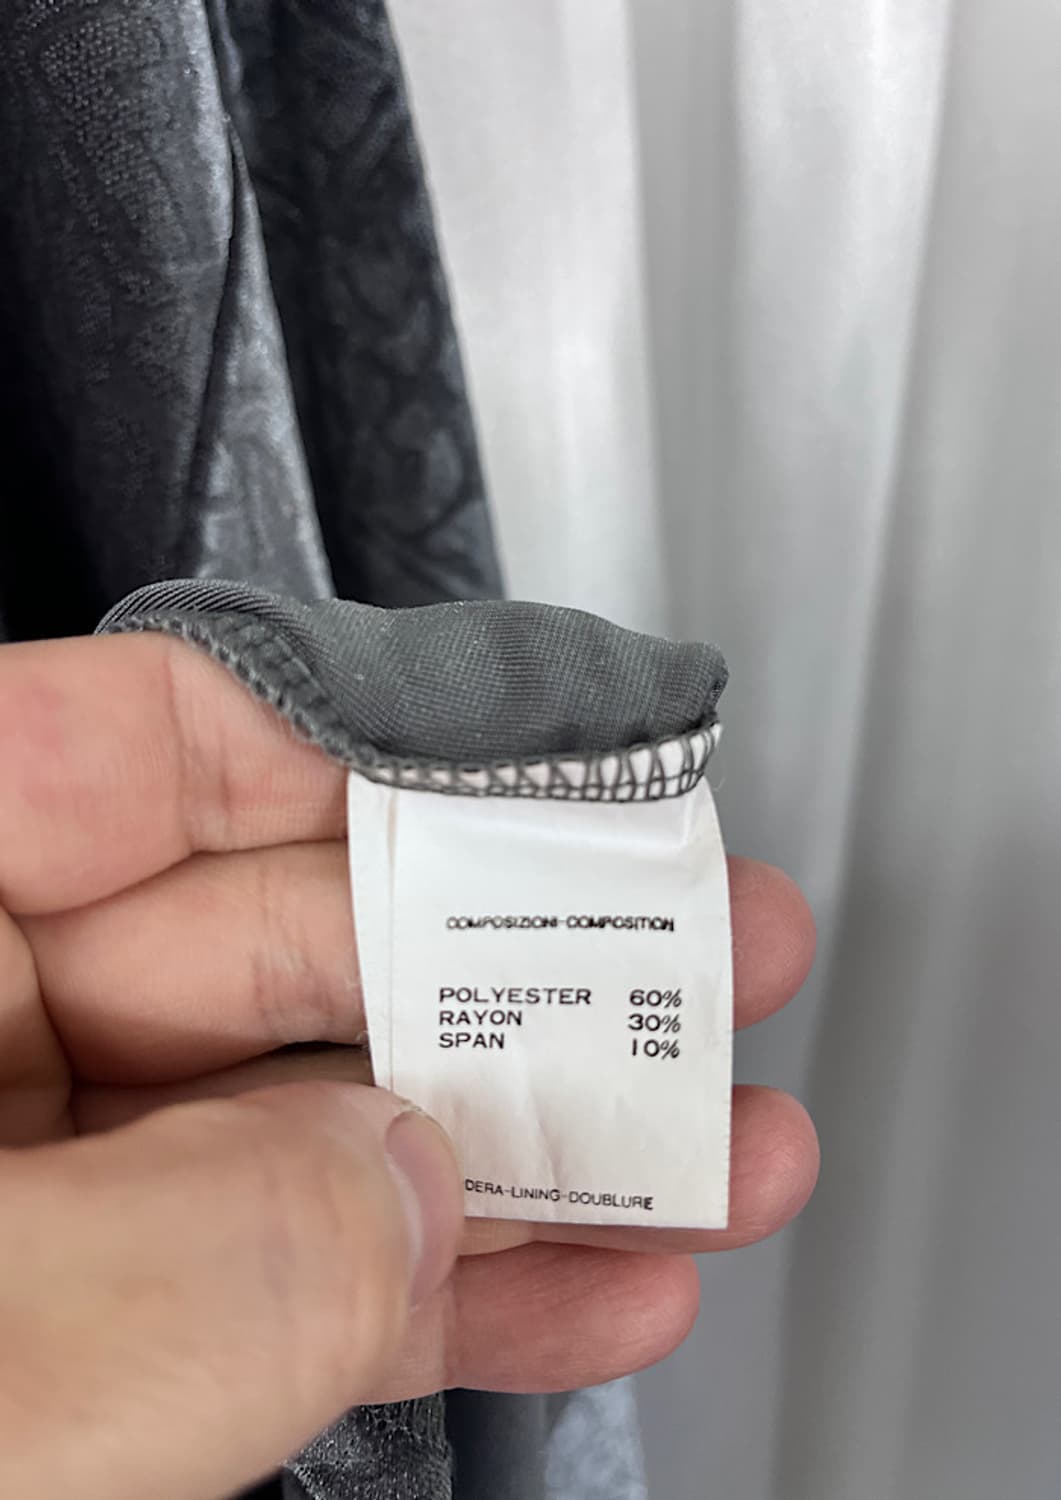 COMPOSIZIONI-COMPOSITION
POLYESTER 60%
RAYON 30%
SPAN 10%
DERA-LINING-DOUBLURE